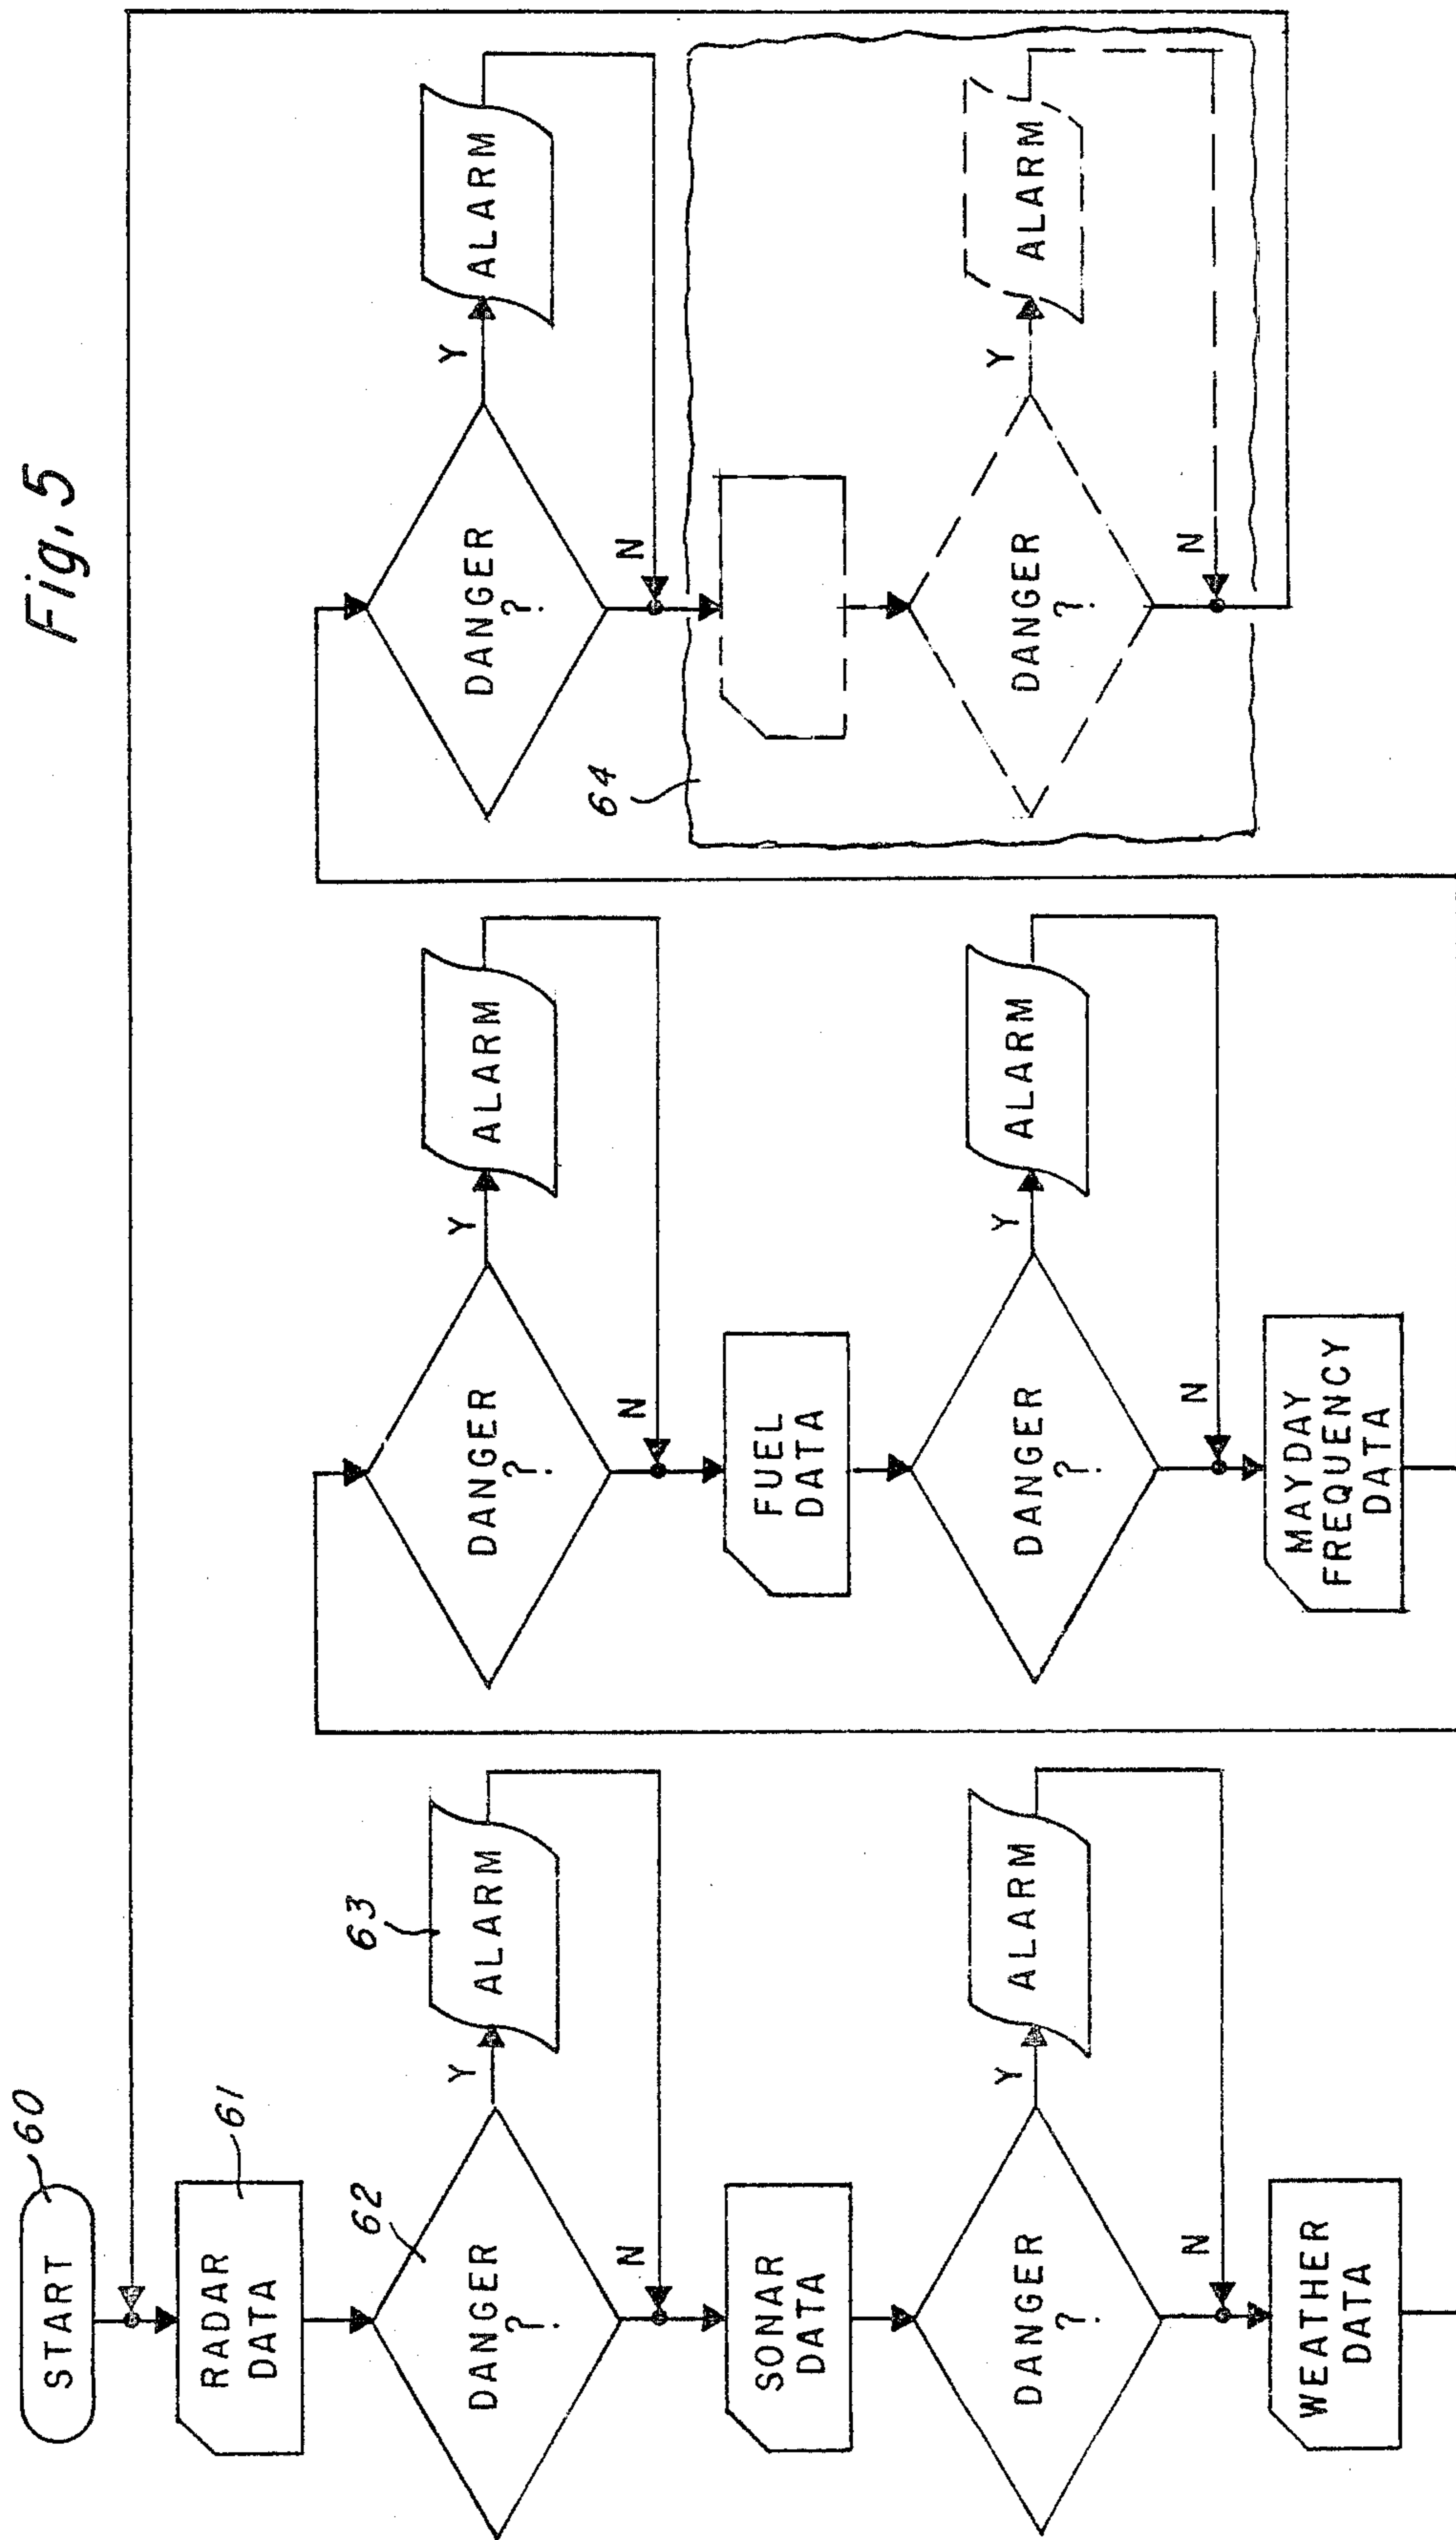 Fig. 5
START
60
RADAR
DATA
61
DANGER
?
62
Y
ALARM
63
N
SONAR
DATA
DANGER
?
Y
ALARM
N
WEATHER
DATA
DANGER
?
Y
ALARM
N
FUEL
DATA
DANGER
?
Y
ALARM
N
MAYDAY
FREQUENCY
DATA
DANGER
?
Y
ALARM
N
64
DANGER
?
Y
ALARM
N